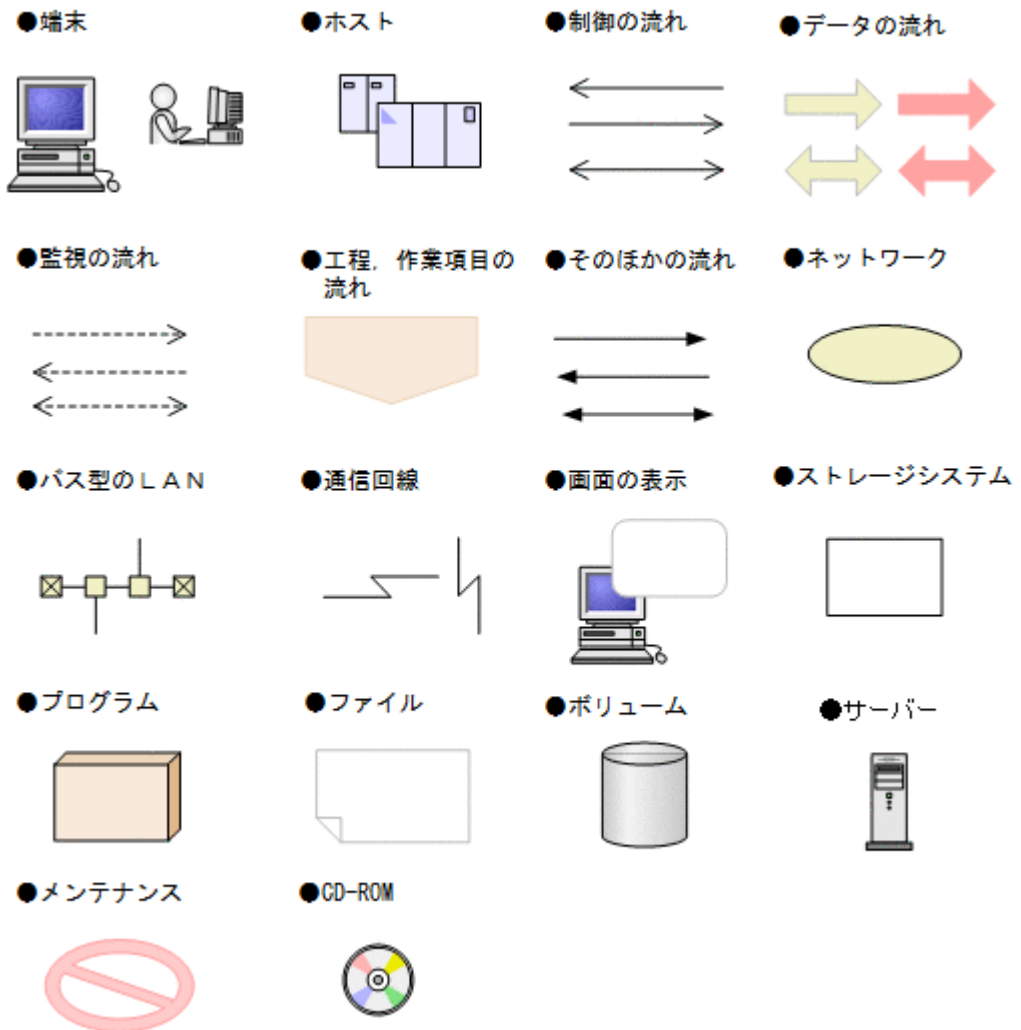 ●端末
●ホスト
●制御の流れ
●データの流れ
●監視の流れ
●工程，作業項目の
流れ
●そのほかの流れ
●ネットワーク
●バス型のＬＡＮ
●通信回線
●画面の表示
●ストレージシステム
●プログラム
●ファイル
●ボリューム
●サーバー
●メンテナンス
●CD-ROM